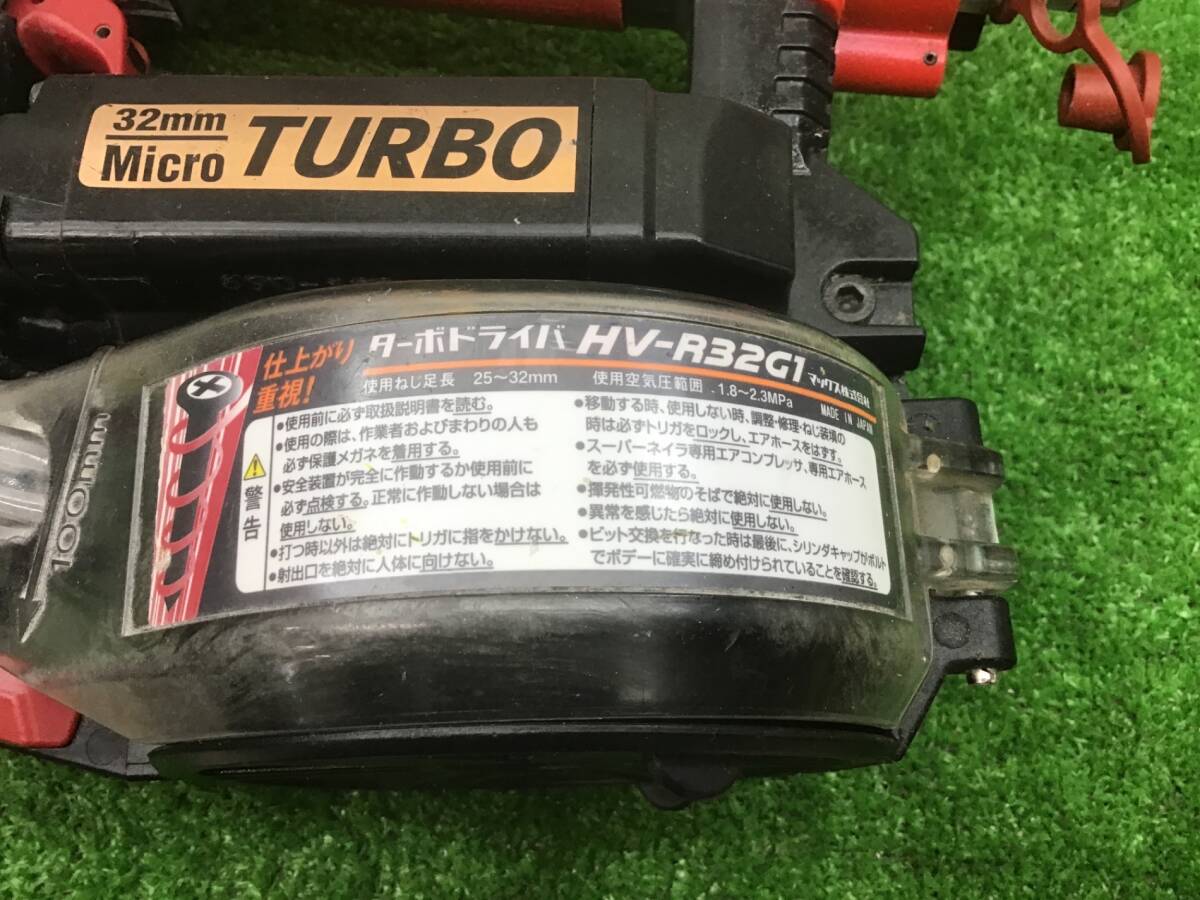 32mm
Micro TURBO
仕上がり
重視!
ターボドライバ HV-R32G1 マックス株式会社
使用ねじ足長 25～32mm 使用空気圧範囲 1.8～2.3MPa MADE IN JAPAN
警告
•使用前に必ず取扱説明書を読む。
•使用の際は、作業者およびまわりの人も
必ず保護メガネを着用する。
•安全装置が完全に作動するか使用前に
必ず点検する。正常に作動しない場合は
使用しない。
•打つ時以外は絶対にトリガに指をかけない。
•射出口を絶対に人体に向けない。
•移動する時、使用しない時、調整・修理・ねじ装填の
時は必ずトリガをロックし、エアホースをはずす。
•スーパーネイラ専用エアコンプレッサ、専用エアホース
を必ず使用する。
•揮発性可燃物のそばで絶対に使用しない。
•異常を感じたら絶対に使用しない。
•ビット交換を行なった時は最後に、シリンダキャップがボルト
でボデーに確実に締め付けられていることを確認する。
100mm